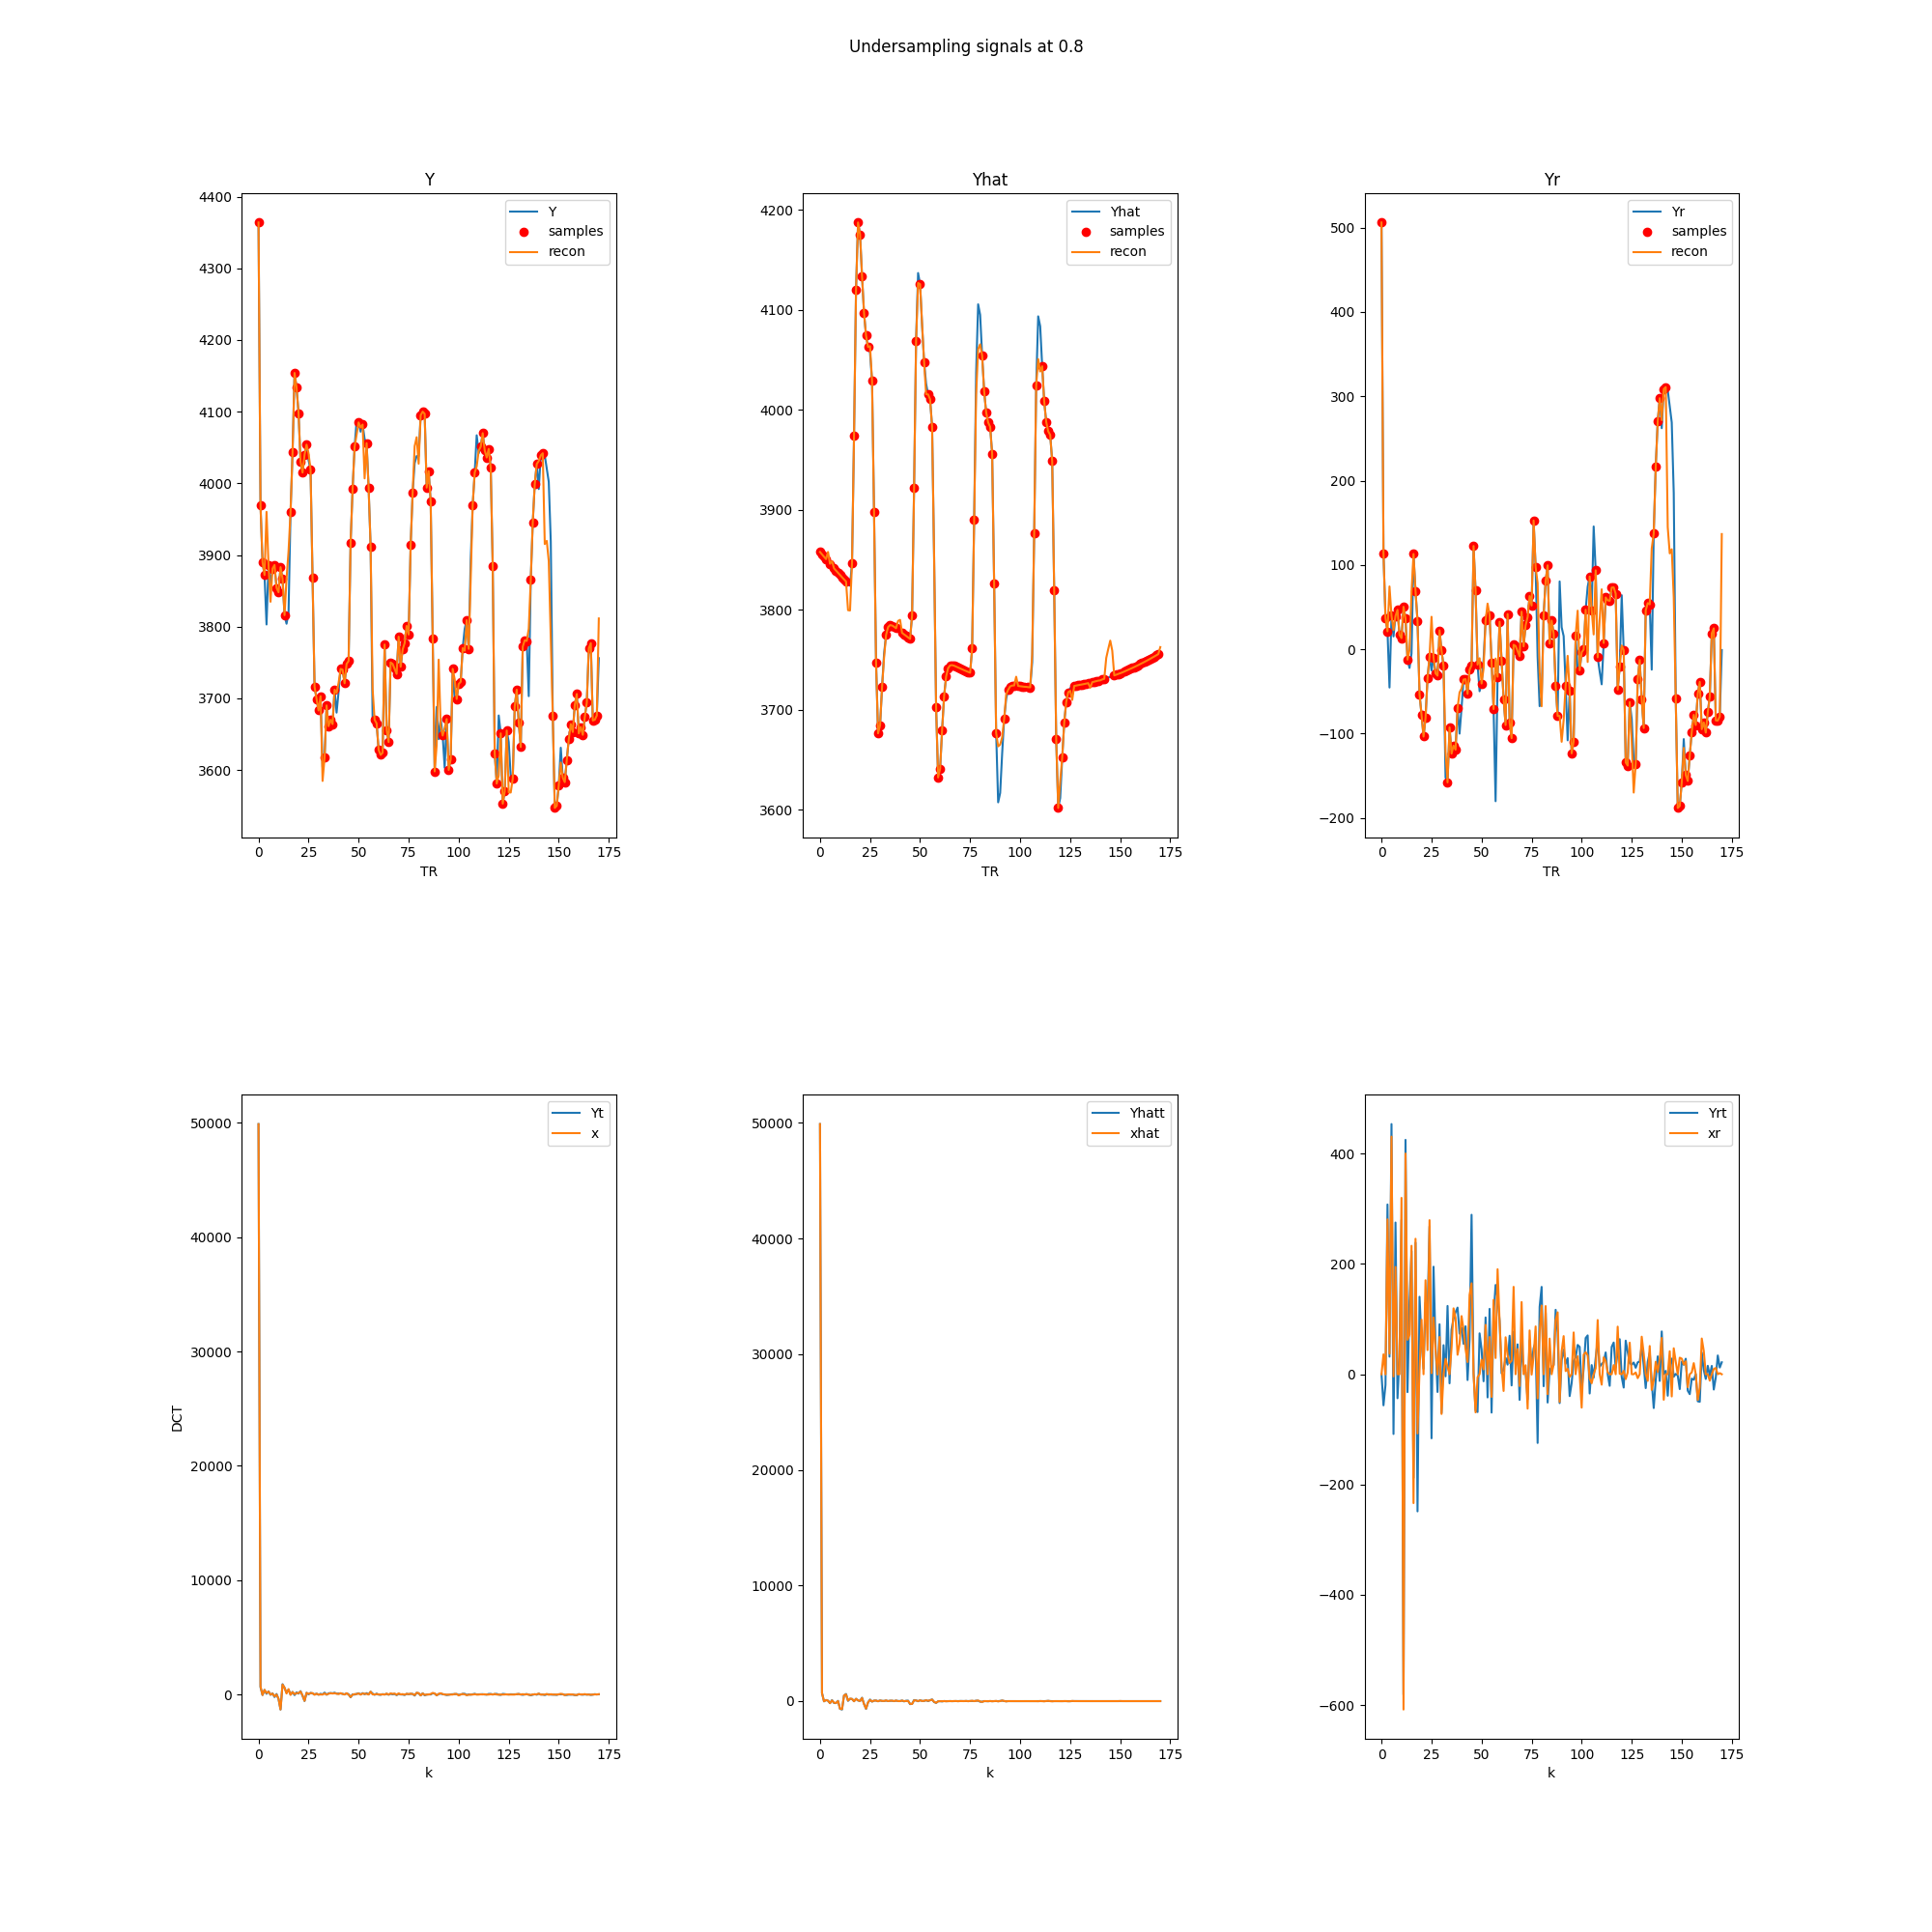 Undersampling signals at 0.8
Y
4400
4300
4200
4100
4000
3900
3800
3700
3600
0 25 50 75 100 125 150 175
TR
Y
samples
recon
Yhat
4200
4100
4000
3900
3800
3700
3600
0 25 50 75 100 125 150 175
TR
Yhat
samples
recon
Yr
500
400
300
200
100
0
−100
−200
0 25 50 75 100 125 150 175
TR
Yr
samples
recon
DCT
50000
40000
30000
20000
10000
0
0 25 50 75 100 125 150 175
k
Yt
x
50000
40000
30000
20000
10000
0
0 25 50 75 100 125 150 175
k
Yhatt
xhat
400
200
0
−200
−400
−600
0 25 50 75 100 125 150 175
k
Yrt
xr